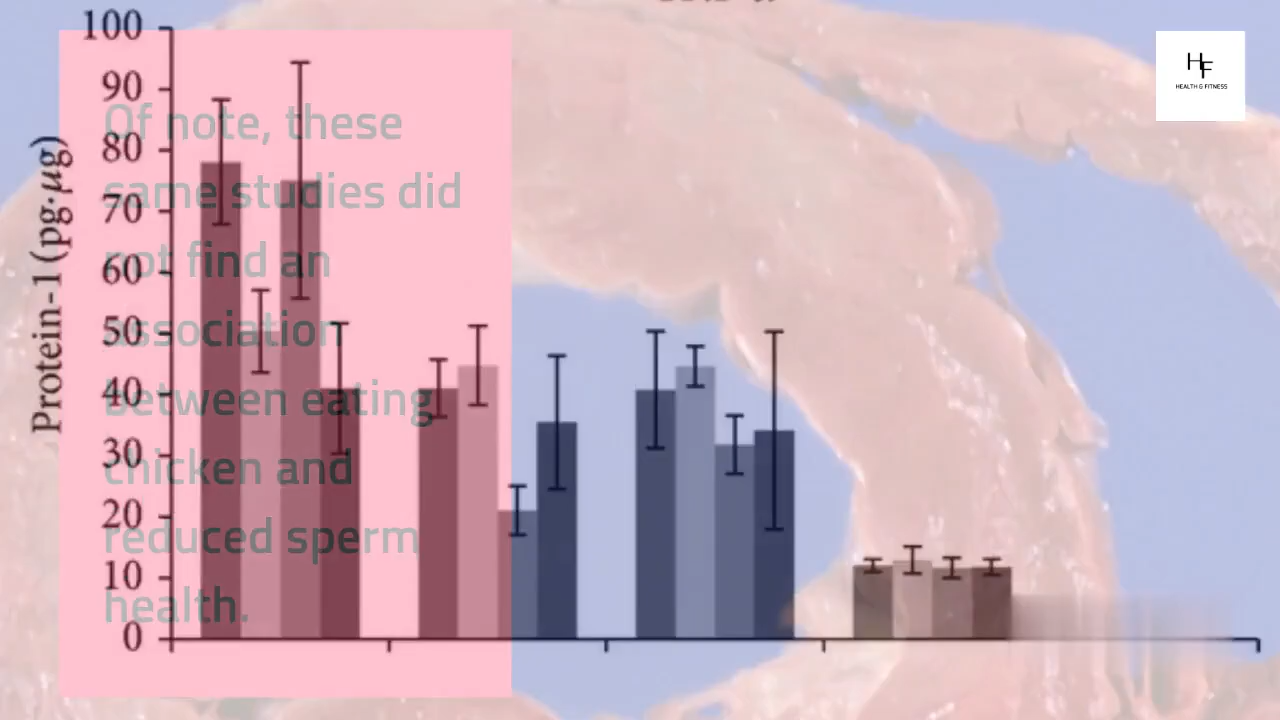 100
90
80
70
60
50
40
30
20
10
0
Protein-1 (pg·µg)
Of note, these
same studies did
not find an
association
between eating
chicken and
reduced sperm
health.
HF
HEALTH & FITNESS